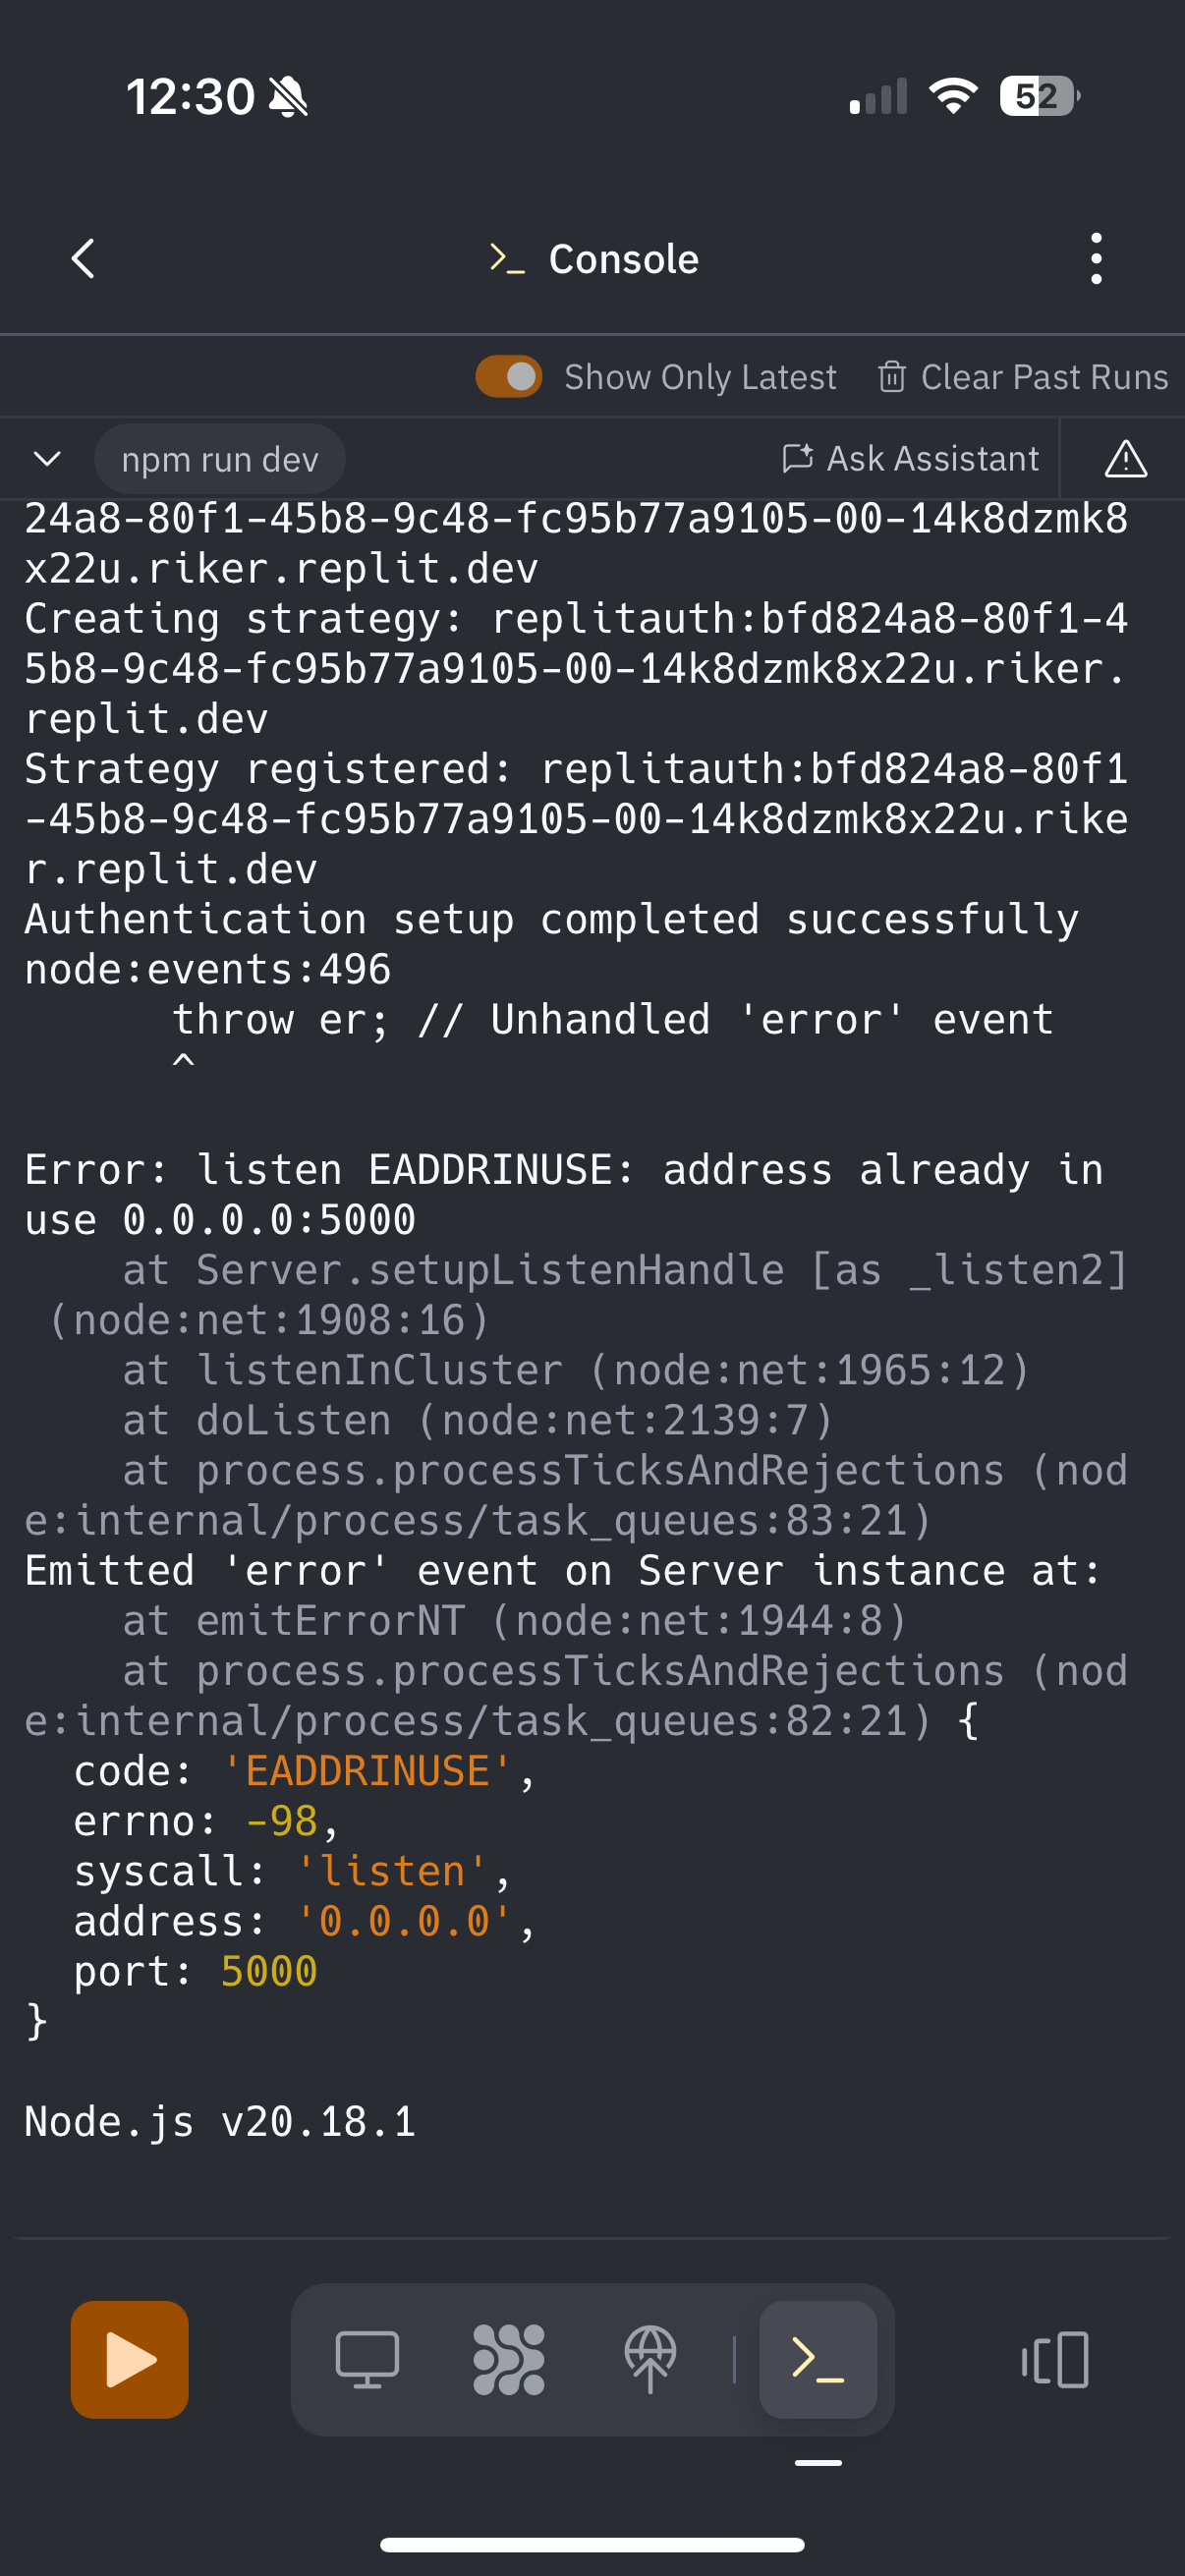 12:30
52
Console
Show Only Latest Clear Past Runs
npm run dev Ask Assistant
24a8-80f1-45b8-9c48-fc95b77a9105-00-14k8dzmk8
x22u.riker.replit.dev
Creating strategy: replitauth:bfd824a8-80f1-4
5b8-9c48-fc95b77a9105-00-14k8dzmk8x22u.riker.
replit.dev
Strategy registered: replitauth:bfd824a8-80f1
-45b8-9c48-fc95b77a9105-00-14k8dzmk8x22u.rike
r.replit.dev
Authentication setup completed successfully
node:events:496
      throw er; // Unhandled 'error' event
      ^

Error: listen EADDRINUSE: address already in
use 0.0.0.0:5000
    at Server.setupListenHandle [as _listen2]
 (node:net:1908:16)
    at listenInCluster (node:net:1965:12)
    at doListen (node:net:2139:7)
    at process.processTicksAndRejections (nod
e:internal/process/task_queues:83:21)
Emitted 'error' event on Server instance at:
    at emitErrorNT (node:net:1944:8)
    at process.processTicksAndRejections (nod
e:internal/process/task_queues:82:21) {
  code: 'EADDRINUSE',
  errno: -98,
  syscall: 'listen',
  address: '0.0.0.0',
  port: 5000
}

Node.js v20.18.1